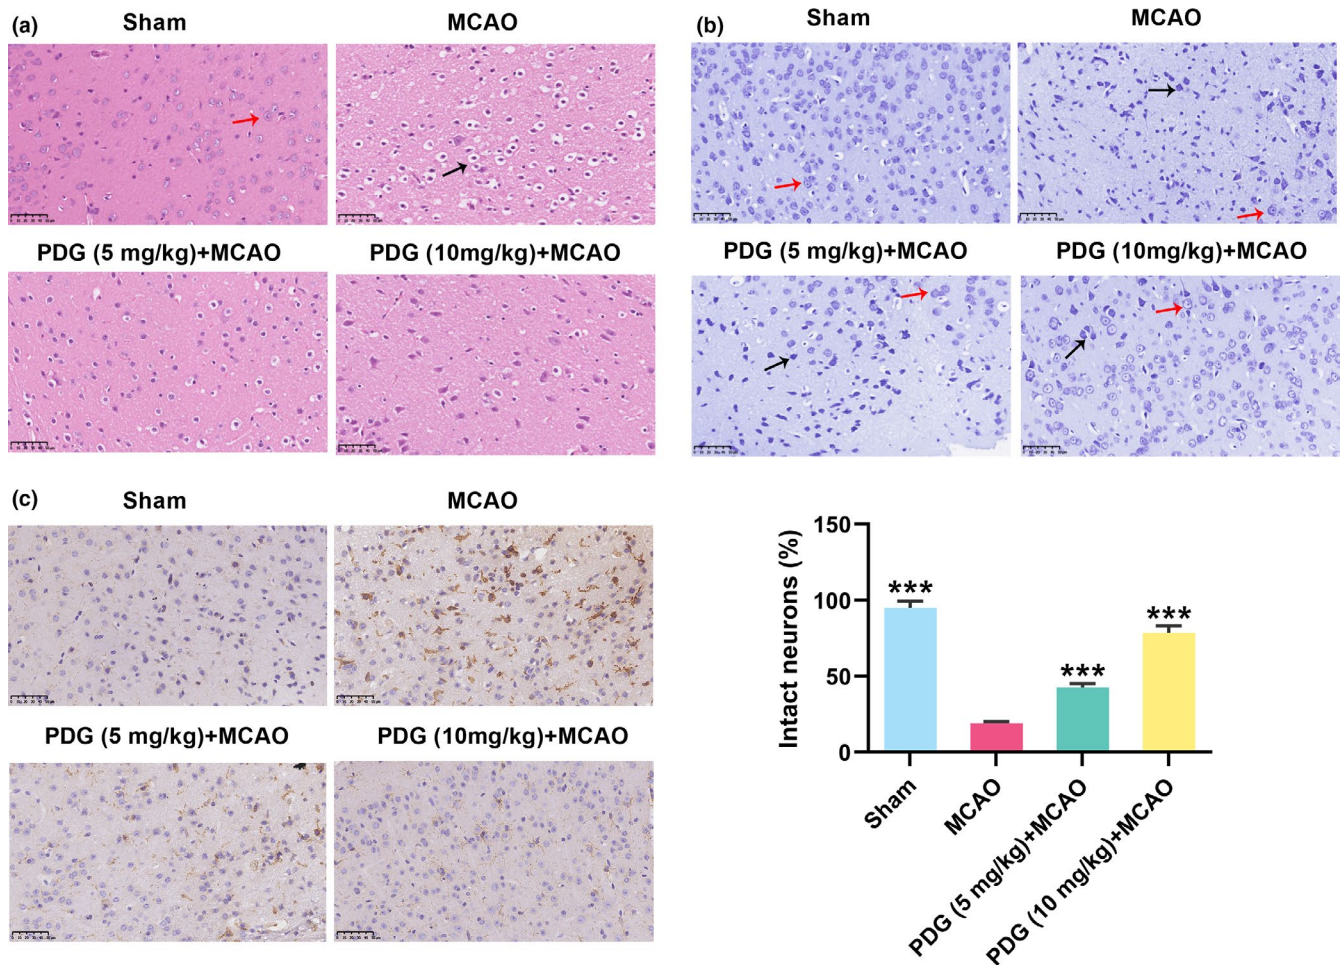 (a)
Sham
MCAO
PDG (5 mg/kg)+MCAO
PDG (10mg/kg)+MCAO
(b)
Sham
MCAO
PDG (5 mg/kg)+MCAO
PDG (10mg/kg)+MCAO
(c)
Sham
MCAO
PDG (5 mg/kg)+MCAO
PDG (10mg/kg)+MCAO
Intact neurons (%)
150
100
50
0
***
***
***
Sham
MCAO
PDG (5 mg/kg)+MCAO
PDG (10 mg/kg)+MCAO